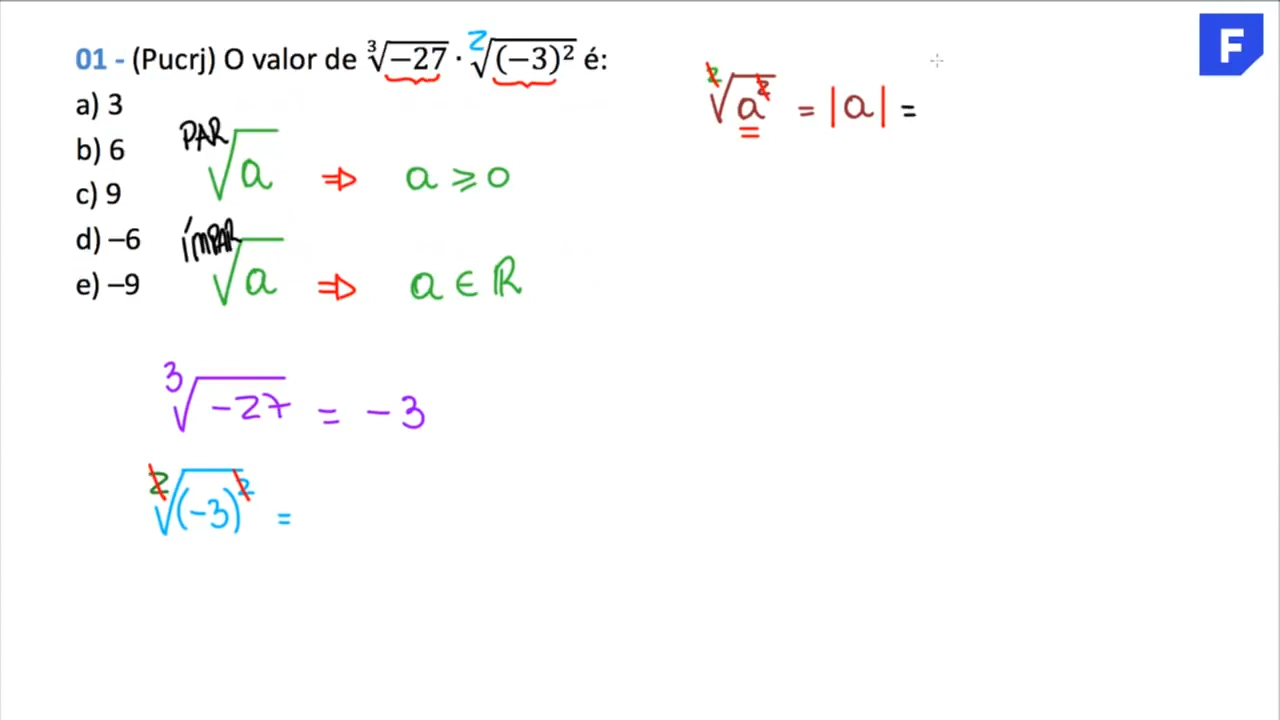 01 - (Pucrj) O valor de ∛−27 · ²√(−3)² é:
a) 3
b) 6
c) 9
d) –6
e) –9
PAR √a ⇒ a ⩾ 0
ÍMPAR √a ⇒ a ∈ ℝ
³√-27 = -3
²√(-3)² =
²√a² = |a| =
F